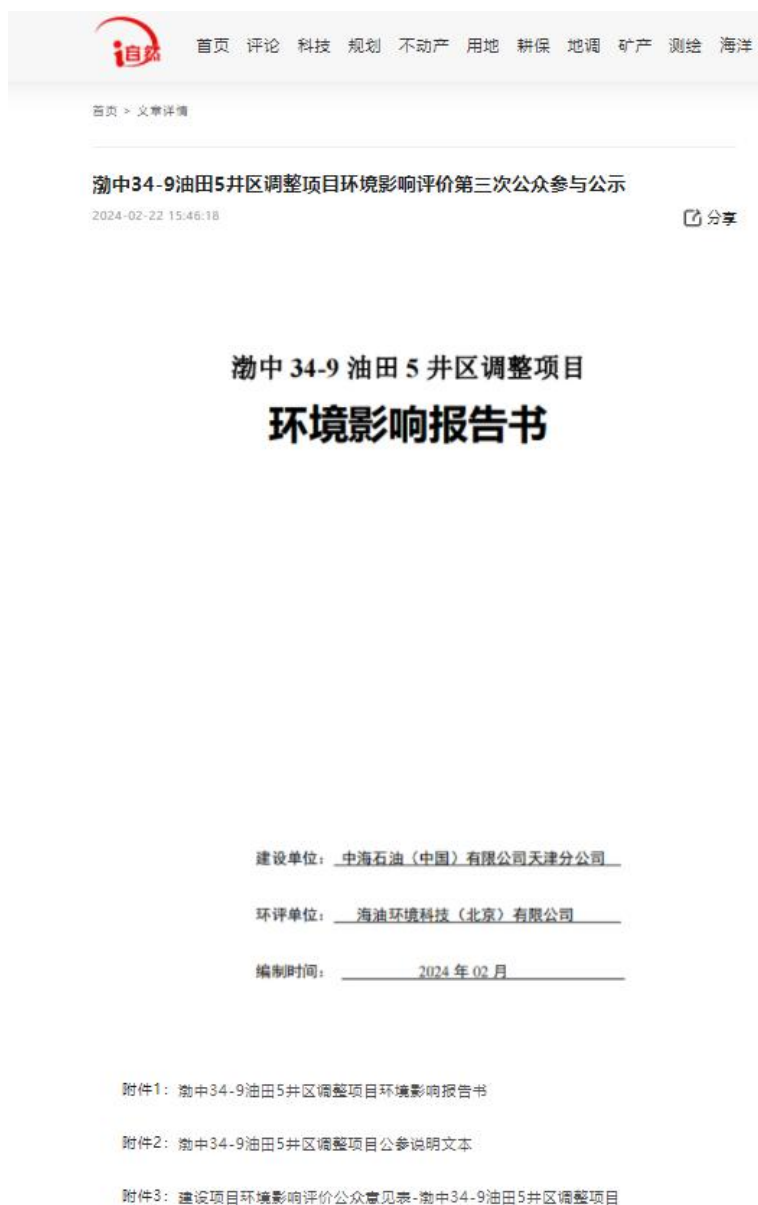 i自然
首页 评论 科技 规划 不动产 用地 耕保 地调 矿产 测绘 海洋
首页 > 文章详情
渤中34-9油田5井区调整项目环境影响评价第三次公众参与公示
2024-02-22 15:46:18
分享
渤中 34-9 油田 5 井区调整项目
环境影响报告书
建设单位: 中海石油（中国）有限公司天津分公司
环评单位: 海油环境科技（北京）有限公司
编制时间: 2024 年 02 月
附件1: 渤中34-9油田5井区调整项目环境影响报告书
附件2: 渤中34-9油田5井区调整项目公参说明文本
附件3: 建设项目环境影响评价公众意见表-渤中34-9油田5井区调整项目